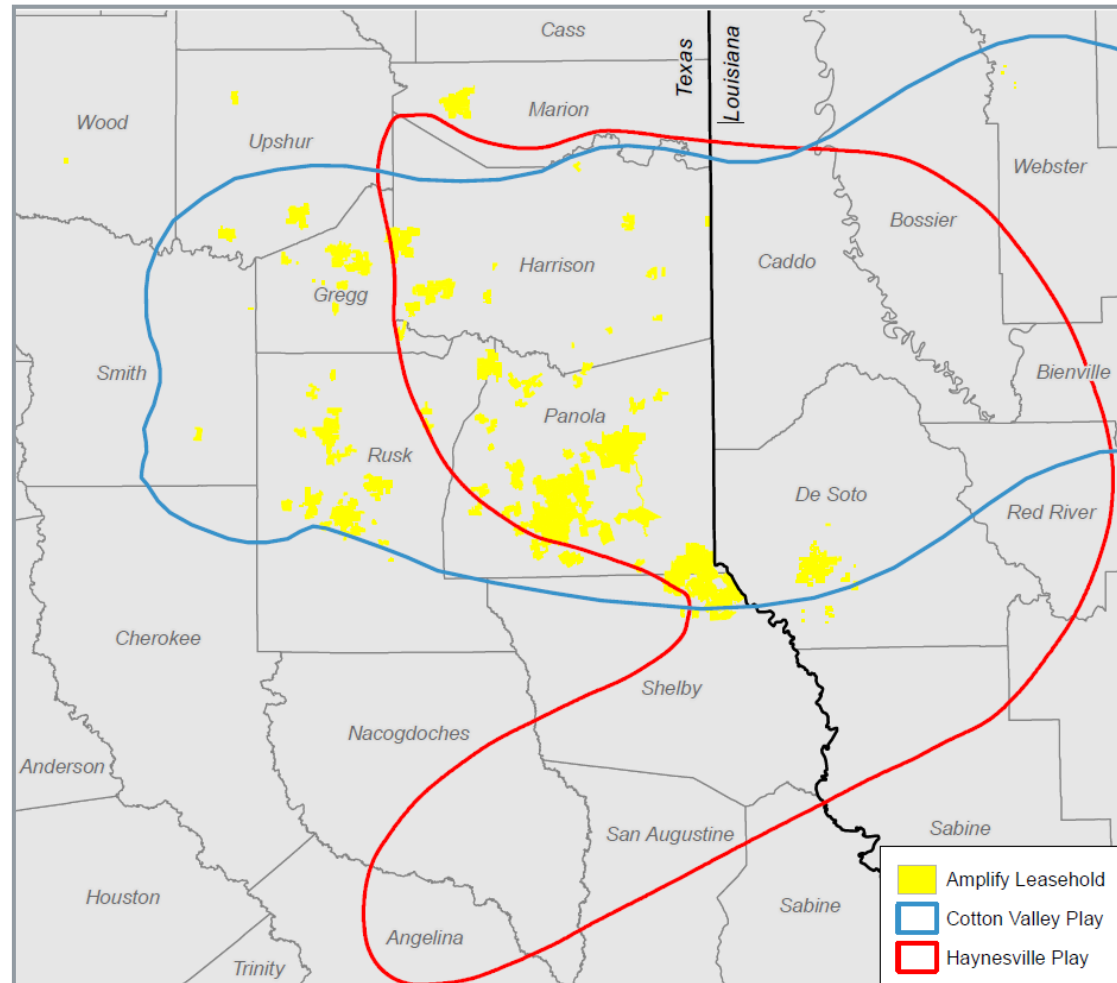 Cass
Texas
Louisiana
Wood
Marion
Upshur
Webster
Bossier
Harrison
Caddo
Gregg
Smith
Bienville
Panola
Rusk
De Soto
Red River
Cherokee
Shelby
Nacogdoches
Anderson
San Augustine
Sabine
Houston
Angelina
Sabine
Trinity
Amplify Leasehold
Cotton Valley Play
Haynesville Play